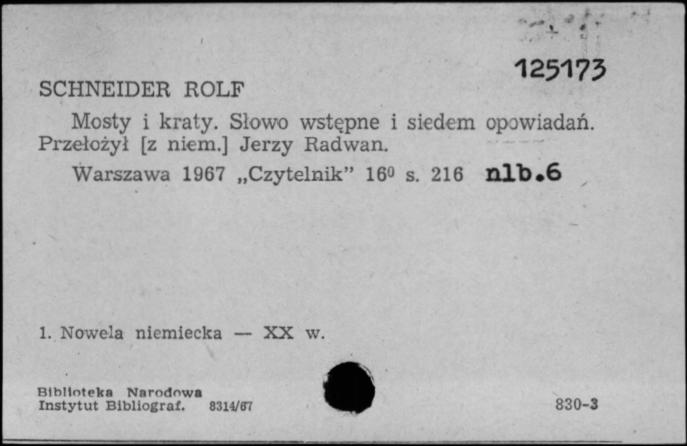 125173
SCHNEIDER ROLF
Mosty i kraty. Słowo wstępne i siedem opowiadań.
Przełożył [z niem.] Jerzy Radwan.
Warszawa 1967 „Czytelnik” 16⁰ s. 216 nlb.6
1. Nowela niemiecka — XX w.
Biblioteka Narodowa
Instytut Bibliograf. 8314/67
830-3